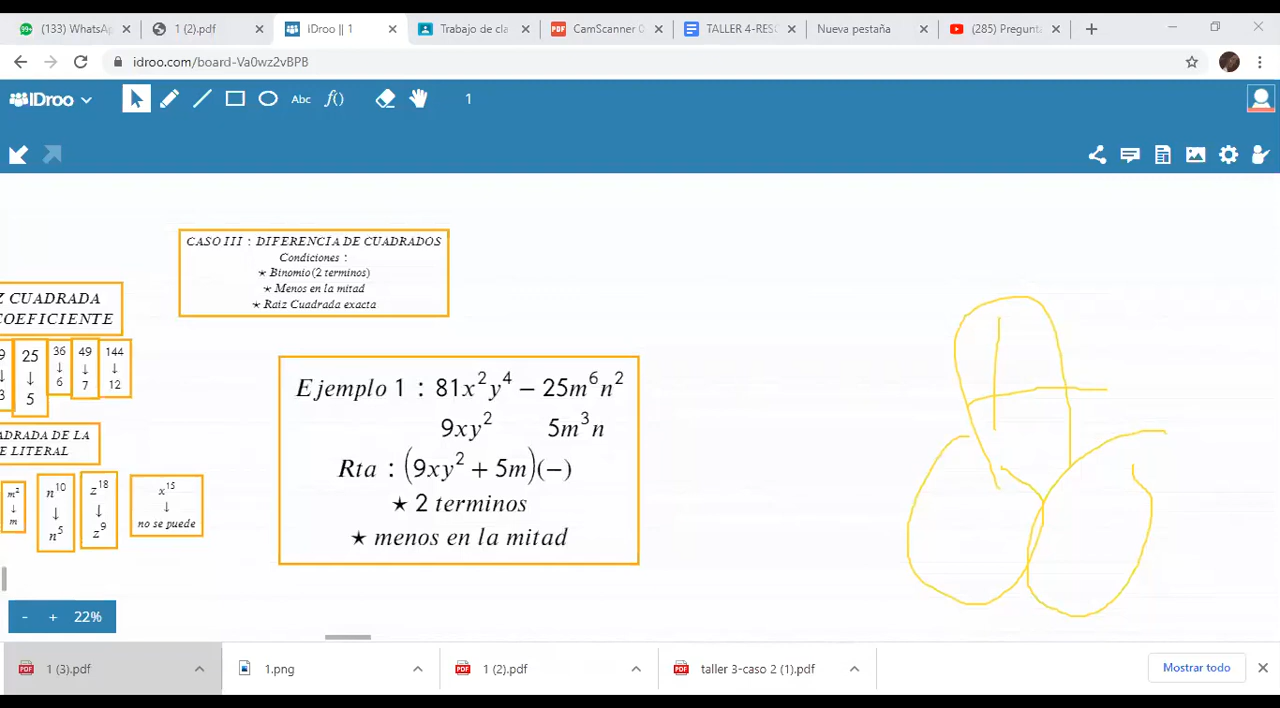 (133) WhatsAp
1 (2).pdf
IDroo || 1
Trabajo de cla
CamScanner 0
TALLER 4-RESC
Nueva pestaña
(285) Pregunta
idroo.com/board-Va0wz2vBPB
IDroo
Abc
f()
1
CASO III : DIFERENCIA DE CUADRADOS
Condiciones :
★ Binomio(2 terminos)
★ Menos en la mitad
★ Raiz Cuadrada exacta
Z CUADRADA
COEFICIENTE
9 25 36 49 144
↓ ↓ ↓ ↓ ↓
3 5 6 7 12
ADRADA DE LA
E LITERAL
m² n¹⁰ z¹⁸ x¹⁵
↓ ↓ ↓ ↓
m n⁵ z⁹ no se puede
Ejemplo 1 : 81x²y⁴ − 25m⁶n²
9xy² 5m³n
Rta : (9xy² + 5m)(−)
★ 2 terminos
★ menos en la mitad
- + 22%
1 (3).pdf
1.png
1 (2).pdf
taller 3-caso 2 (1).pdf
Mostrar todo